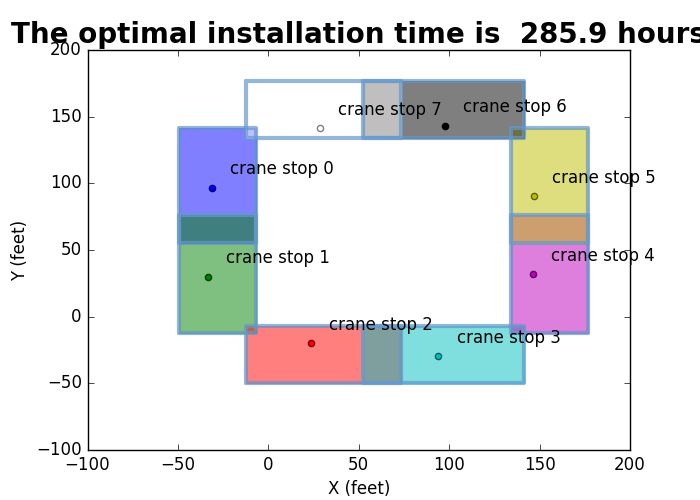 The optimal installation time is  285.9 hours
200
150
100
50
0
−50
−100
Y (feet)
crane stop 7
crane stop 6
crane stop 0
crane stop 5
crane stop 1
crane stop 4
crane stop 2
crane stop 3
−100
−50
0
50
100
150
200
X (feet)